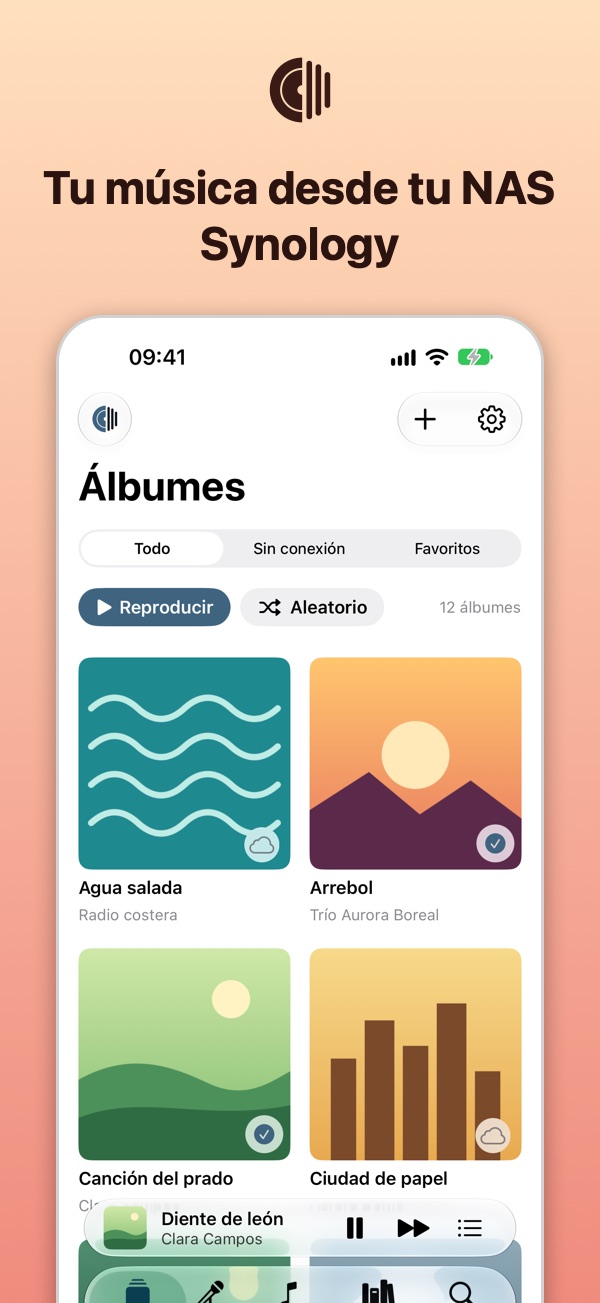 Tu música desde tu NAS
Synology
09:41
Álbumes
Todo
Sin conexión
Favoritos
Reproducir
Aleatorio
12 álbumes
Agua salada
Arrebol
Radio costera
Trío Aurora Boreal
Canción del prado
Ciudad de papel
Diente de león
Clara Campos